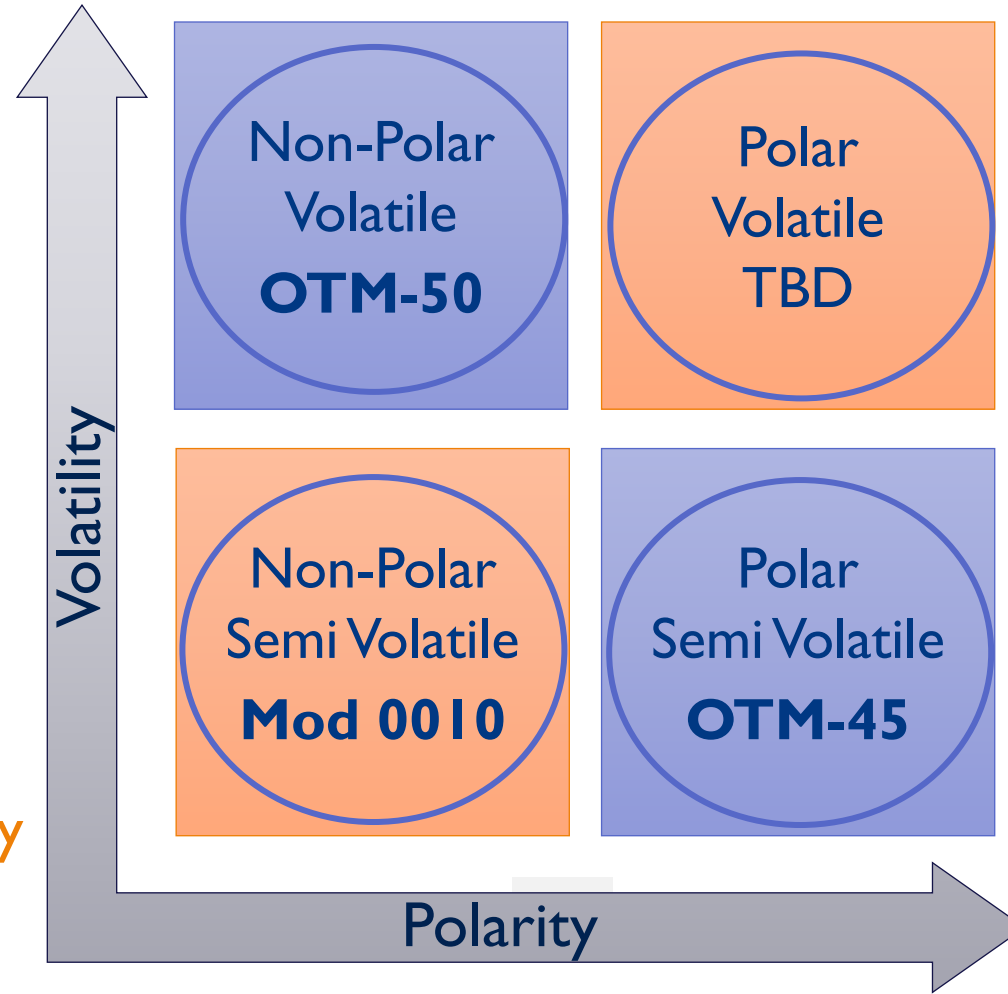 Non-Polar
Volatile
OTM-50
Polar
Volatile
TBD
Volatility
Non-Polar
Semi Volatile
Mod 0010
Polar
Semi Volatile
OTM-45
y
Polarity